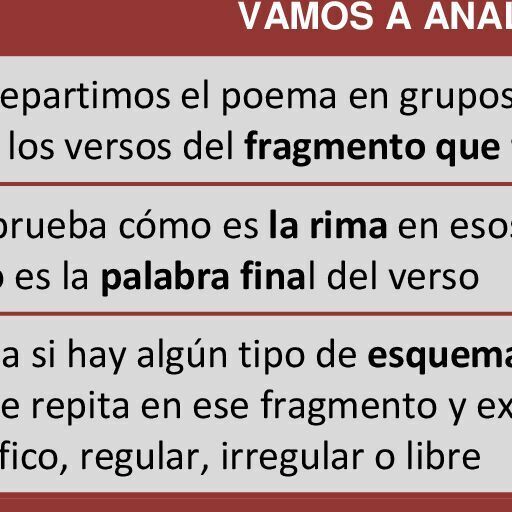 VAMOS A ANAL
epartimos el poema en grupos
los versos del fragmento que
prueba cómo es la rima en esos
o es la palabra final del verso
a si hay algún tipo de esquema
e repita en ese fragmento y ex
fico, regular, irregular o libre